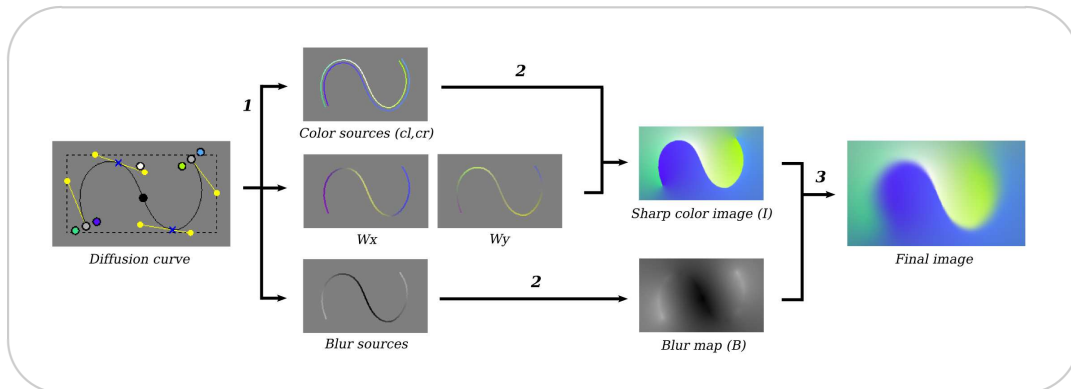 1
2
2
3
Color sources (cl,cr)
Wx
Wy
Sharp color image (I)
Diffusion curve
Final image
Blur sources
Blur map (B)